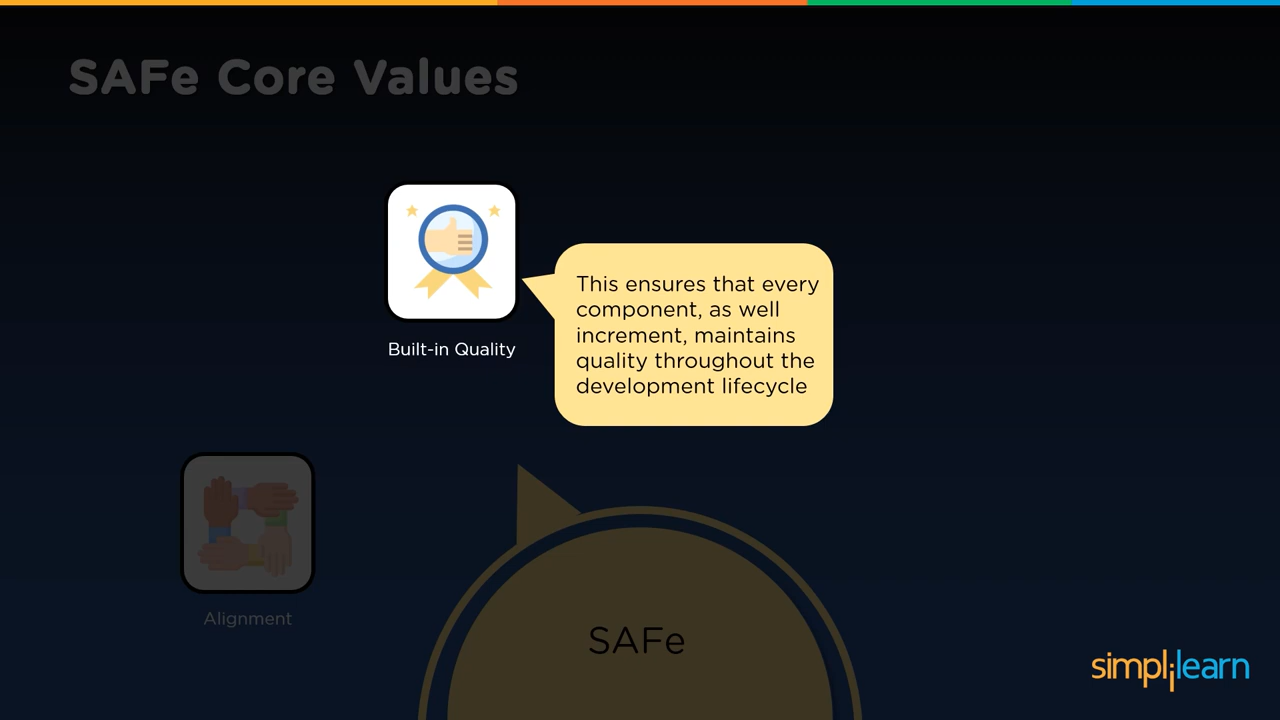 SAFe Core Values
Built-in Quality
This ensures that every
component, as well
increment, maintains
quality throughout the
development lifecycle
Alignment
SAFe
simplilearn